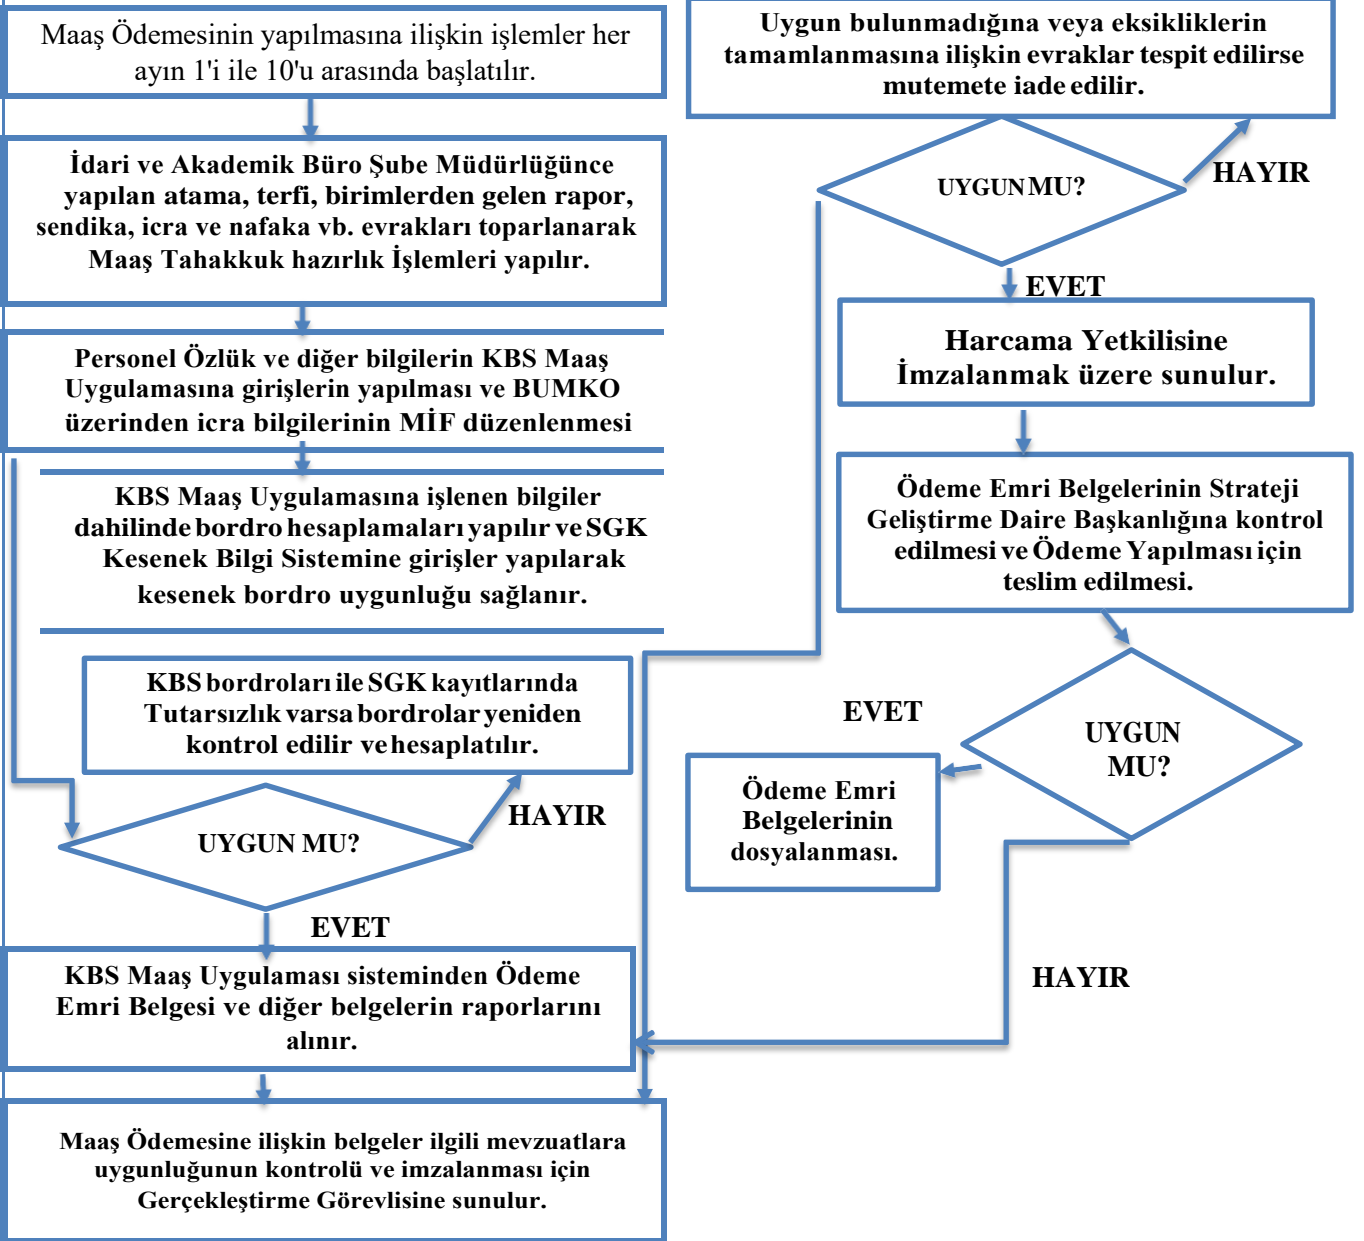 Maaş Ödemesinin yapılmasına ilişkin işlemler her
ayın 1'i ile 10'u arasında başlatılır.
İdari ve Akademik Büro Şube Müdürlüğünce
yapılan atama, terfi, birimlerden gelen rapor,
sendika, icra ve nafaka vb. evrakları toparlanarak
Maaş Tahakkuk hazırlık İşlemleri yapılır.
Personel Özlük ve diğer bilgilerin KBS Maaş
Uygulamasına girişlerin yapılması ve BUMKO
üzerinden icra bilgilerinin MİF düzenlenmesi
KBS Maaş Uygulamasına işlenen bilgiler
dahilinde bordro hesaplamaları yapılır ve SGK
Kesenek Bilgi Sistemine girişler yapılarak
kesenek bordro uygunluğu sağlanır.
KBS bordroları ile SGK kayıtlarında
Tutarsızlık varsa bordrolar yeniden
kontrol edilir ve hesaplatılır.
HAYIR
UYGUN MU?
EVET
KBS Maaş Uygulaması sisteminden Ödeme
Emri Belgesi ve diğer belgelerin raporlarını
alınır.
Maaş Ödemesine ilişkin belgeler ilgili mevzuatlara
uygunluğunun kontrolü ve imzalanması için
Gerçekleştirme Görevlisine sunulur.
Uygun bulunmadığına veya eksikliklerin
tamamlanmasına ilişkin evraklar tespit edilirse
mutemete iade edilir.
HAYIR
UYGUN MU?
EVET
Harcama Yetkilisine
İmzalanmak üzere sunulur.
Ödeme Emri Belgelerinin Strateji
Geliştirme Daire Başkanlığına kontrol
edilmesi ve Ödeme Yapılması için
teslim edilmesi.
EVET
UYGUN
MU?
Ödeme Emri
Belgelerinin
dosyalanması.
HAYIR